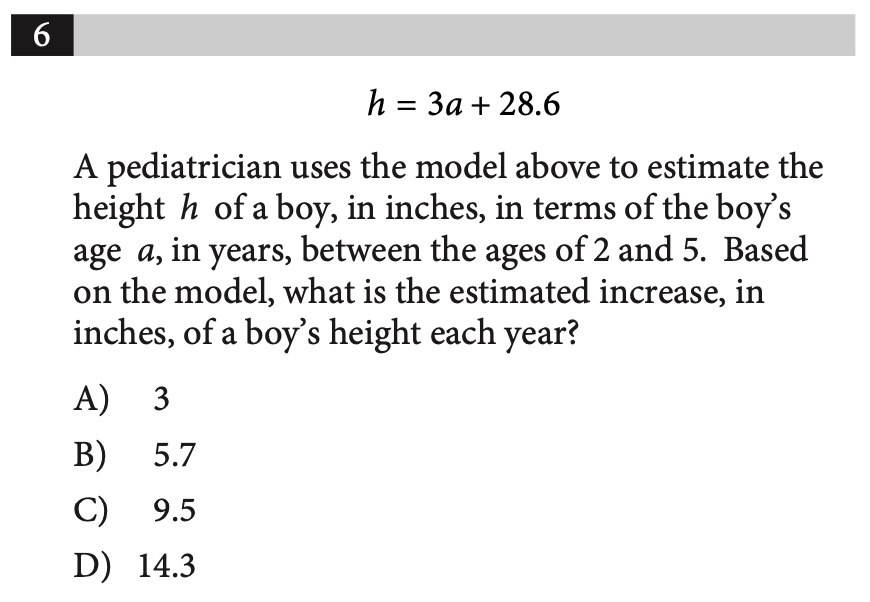 6
h = 3a + 28.6
A pediatrician uses the model above to estimate the
height h of a boy, in inches, in terms of the boy’s
age a, in years, between the ages of 2 and 5. Based
on the model, what is the estimated increase, in
inches, of a boy’s height each year?
A) 3
B) 5.7
C) 9.5
D) 14.3